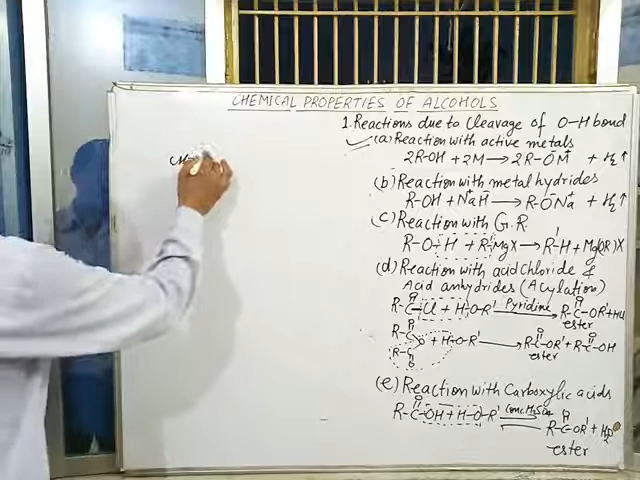 CHEMICAL PROPERTIES OF ALCOHOLS
1. Reactions due to Cleavage of O-H bond
(a) Reaction with active metals
2R-OH + 2M → 2R-O⁻M⁺ + H₂↑
(b) Reaction with metal hydrides
R-OH + Na⁺H⁻ → R-O⁻Na⁺ + H₂↑
(c) Reaction with G.R.
R-O-H + R'-MgX → R'-H + Mg(OR)X
(d) Reaction with acid chloride &
Acid anhydrides (Acylation)
O O
R-C-Cl + H-O-R' Pyridine → R-C-OR' + HCl
ester
O O O
R-C
O + H-O-R' → R-C-OR' + R-C-OH
R-C ester
O
(e) Reaction with Carboxylic acids
O O
R-C-OH + H-O-R' Conc. H₂SO₄ ⇌ R-C-OR' + H₂O
ester